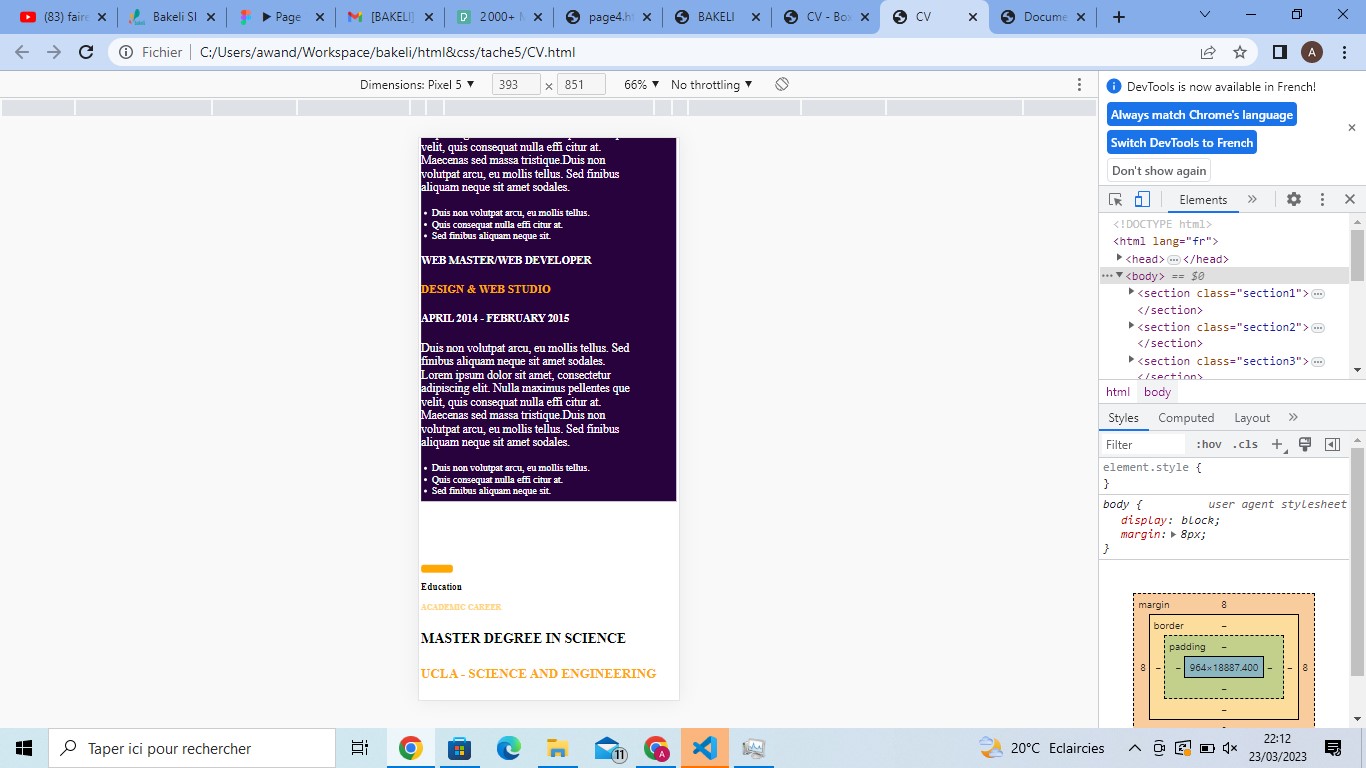 (83) faire
Bakeli Sl
▶ Page
[BAKELI]
2000+
page4.h
BAKELI
CV - Box
CV
Docume
Fichier
C:/Users/awand/Workspace/bakeli/html&css/tache5/CV.html
A
Dimensions: Pixel 5 ▼
393 × 851
66% ▼
No throttling ▼
DevTools is now available in French!
Always match Chrome's language
Switch DevTools to French
Don't show again
Elements
<!DOCTYPE html>
<html lang="fr">
<head> … </head>
<body> == $0
<section class="section1"> …
</section>
<section class="section2"> …
</section>
<section class="section3"> …
</section>
html body
Styles Computed Layout
Filter :hov .cls
element.style {
}
body { user agent stylesheet
display: block;
margin: ▶ 8px;
}
margin 8
border –
padding –
8 – – 964×18887.400 – – 8
–
–
velit, quis consequat nulla effi citur at.
Maecenas sed massa tristique.Duis non
volutpat arcu, eu mollis tellus. Sed finibus
aliquam neque sit amet sodales.
• Duis non volutpat arcu, eu mollis tellus.
• Quis consequat nulla effi citur at.
• Sed finibus aliquam neque sit.
WEB MASTER/WEB DEVELOPER
DESIGN & WEB STUDIO
APRIL 2014 - FEBRUARY 2015
Duis non volutpat arcu, eu mollis tellus. Sed
finibus aliquam neque sit amet sodales.
Lorem ipsum dolor sit amet, consectetur
adipiscing elit. Nulla maximus pellentes que
velit, quis consequat nulla effi citur at.
Maecenas sed massa tristique.Duis non
volutpat arcu, eu mollis tellus. Sed finibus
aliquam neque sit amet sodales.
• Duis non volutpat arcu, eu mollis tellus.
• Quis consequat nulla effi citur at.
• Sed finibus aliquam neque sit.
Education
ACADEMIC CAREER
MASTER DEGREE IN SCIENCE
UCLA - SCIENCE AND ENGINEERING
Taper ici pour rechercher
11
A
20°C Eclaircies
22:12
23/03/2023